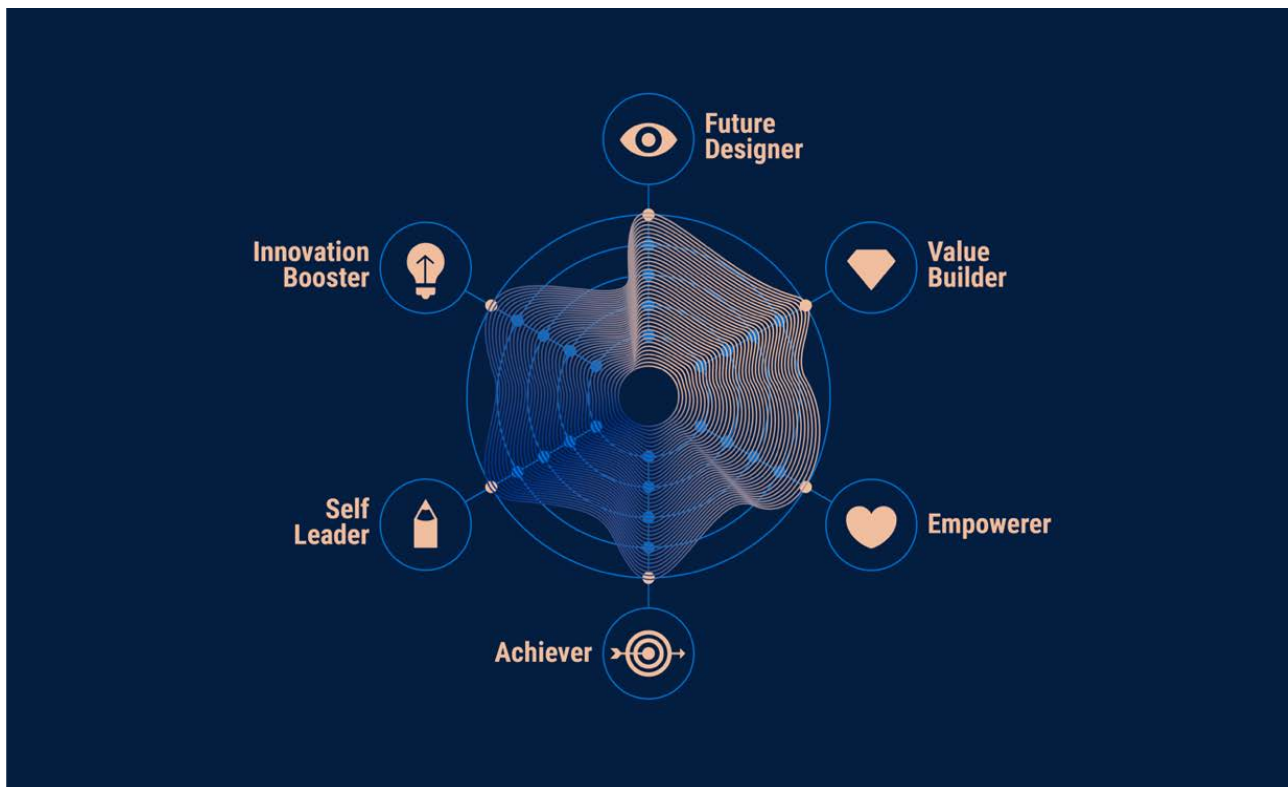 Future
Designer
Innovation
Booster
Value
Builder
Self
Leader
Empowerer
Achiever